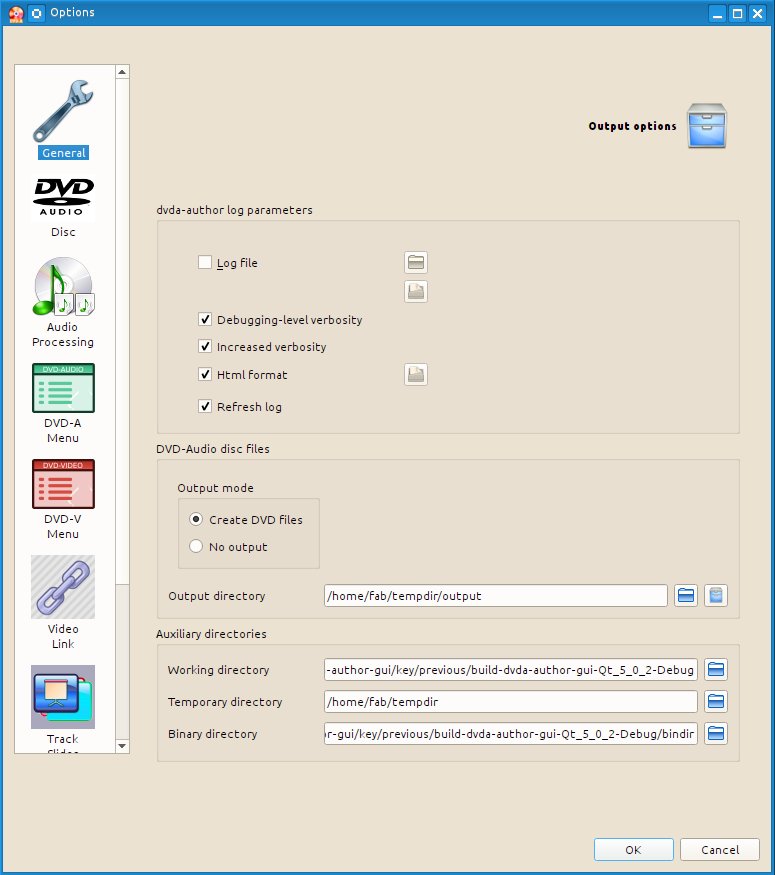 Options
General
DVD
AUDIO
Disc
Audio
Processing
DVD-AUDIO
DVD-A
Menu
DVD-VIDEO
DVD-V
Menu
Video
Link
Track
Slides
Output options
dvda-author log parameters
Log file
Debugging-level verbosity
Increased verbosity
Html format
Refresh log
DVD-Audio disc files
Output mode
Create DVD files
No output
Output directory
/home/fab/tempdir/output
Auxiliary directories
Working directory
-author-gui/key/previous/build-dvda-author-gui-Qt_5_0_2-Debug
Temporary directory
/home/fab/tempdir
Binary directory
or-gui/key/previous/build-dvda-author-gui-Qt_5_0_2-Debug/bindir
OK
Cancel